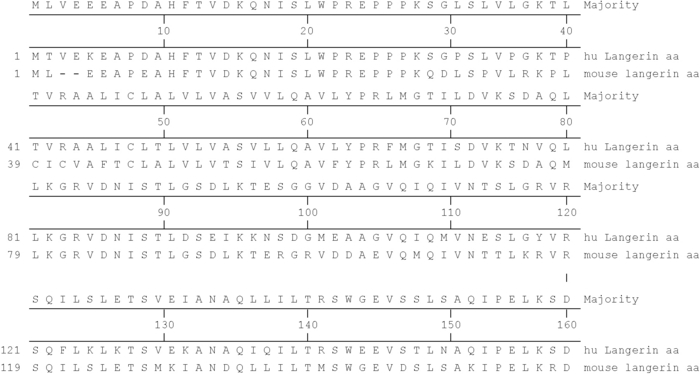 M L V E E E A P D A H F T V D K Q N I S L W P R E P P P K S G L S L V L G K T L Majority
10 20 30 40
1 M T V E K E A P D A H F T V D K Q N I S L W P R E P P P K S G P S L V P G K T P hu Langerin aa
1 M L - - E E E A P E A H F T V D K Q N I S L W P R E P P P K Q D L S P V L R K P L mouse langerin aa
T V R A A L I C L A L V L V A S V V L Q A V L Y P R L M G T I L D V K S D A Q L Majority
50 60 70 80
41 T V R A A L I C L T L V L V A S V L L Q A V L Y P R F M G T I S D V K T N V Q L hu Langerin aa
39 C I C V A F T C L A L V L V T S I V L Q A V F Y P R L M G K I L D V K S D A Q M mouse langerin aa
L K G R V D N I S T L G S D L K T E S G G V D A A G V Q I Q I V N T S L G R V R Majority
90 100 110 120
81 L K G R V D N I S T L D S E I K K N S D G M E A A G V Q I Q M V N E S L G Y V R hu Langerin aa
79 L K G R V D N I S T L G S D L K T E R G R V D D A E V Q M Q I V N T T L K R V R mouse langerin aa
S Q I L S L E T S V E I A N A Q L L I L T R S W G E V S S L S A Q I P E L K S D Majority
130 140 150 160
121 S Q F L K L K T S V E K A N A Q I Q I L T R S W E E V S T L N A Q I P E L K S D hu Langerin aa
119 S Q I L S L E T S M K I A N D Q L L I L T M S W G E V D S L S A K I P E L K R D mouse langerin aa